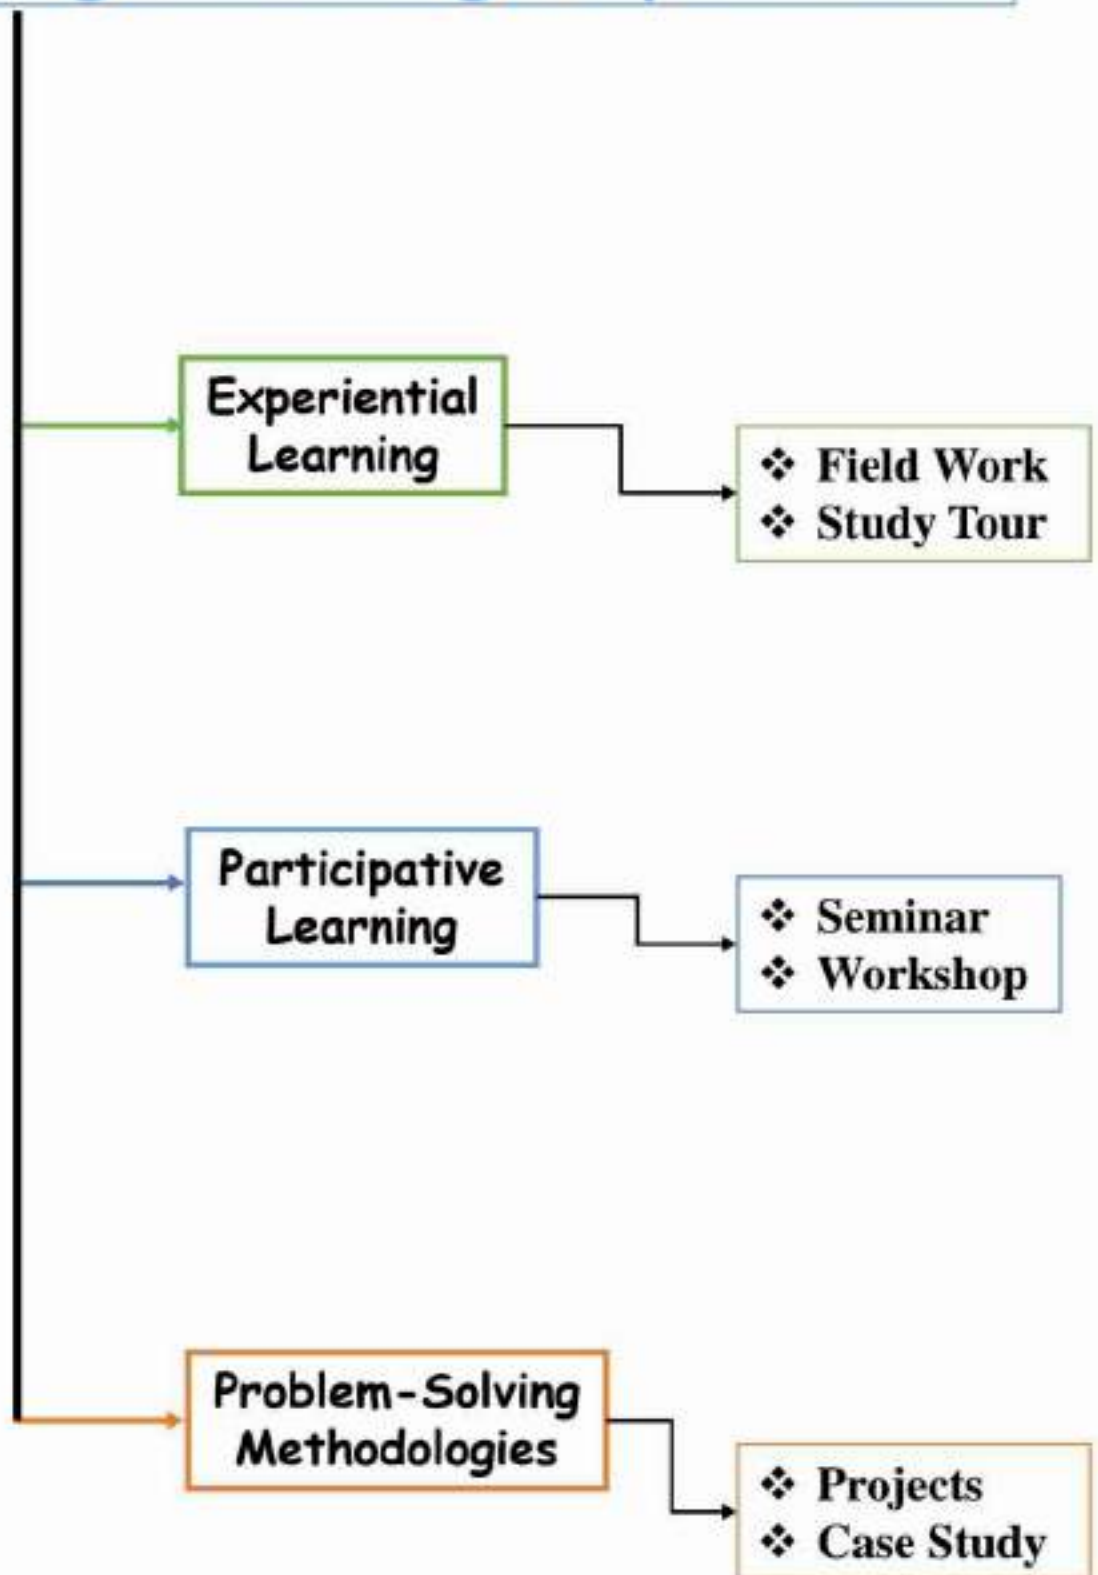 Experiential
Learning
❖ Field Work
❖ Study Tour
Participative
Learning
❖ Seminar
❖ Workshop
Problem-Solving
Methodologies
❖ Projects
❖ Case Study